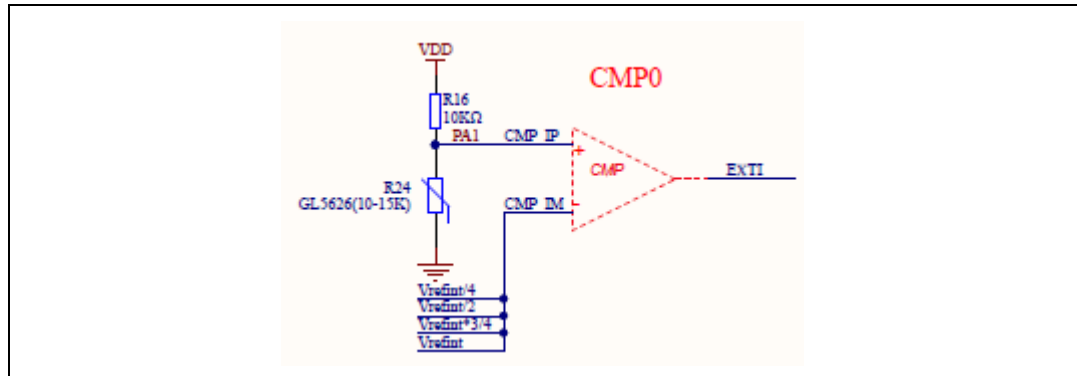 VDD
CMP0
R16
10KΩ
PA1 CMP_IP
+
CMP
EXTI
R24
GL5626(10-15K)
CMP_IM
-
Vrefint/4
Vrefint/2
Vrefint*3/4
Vrefint